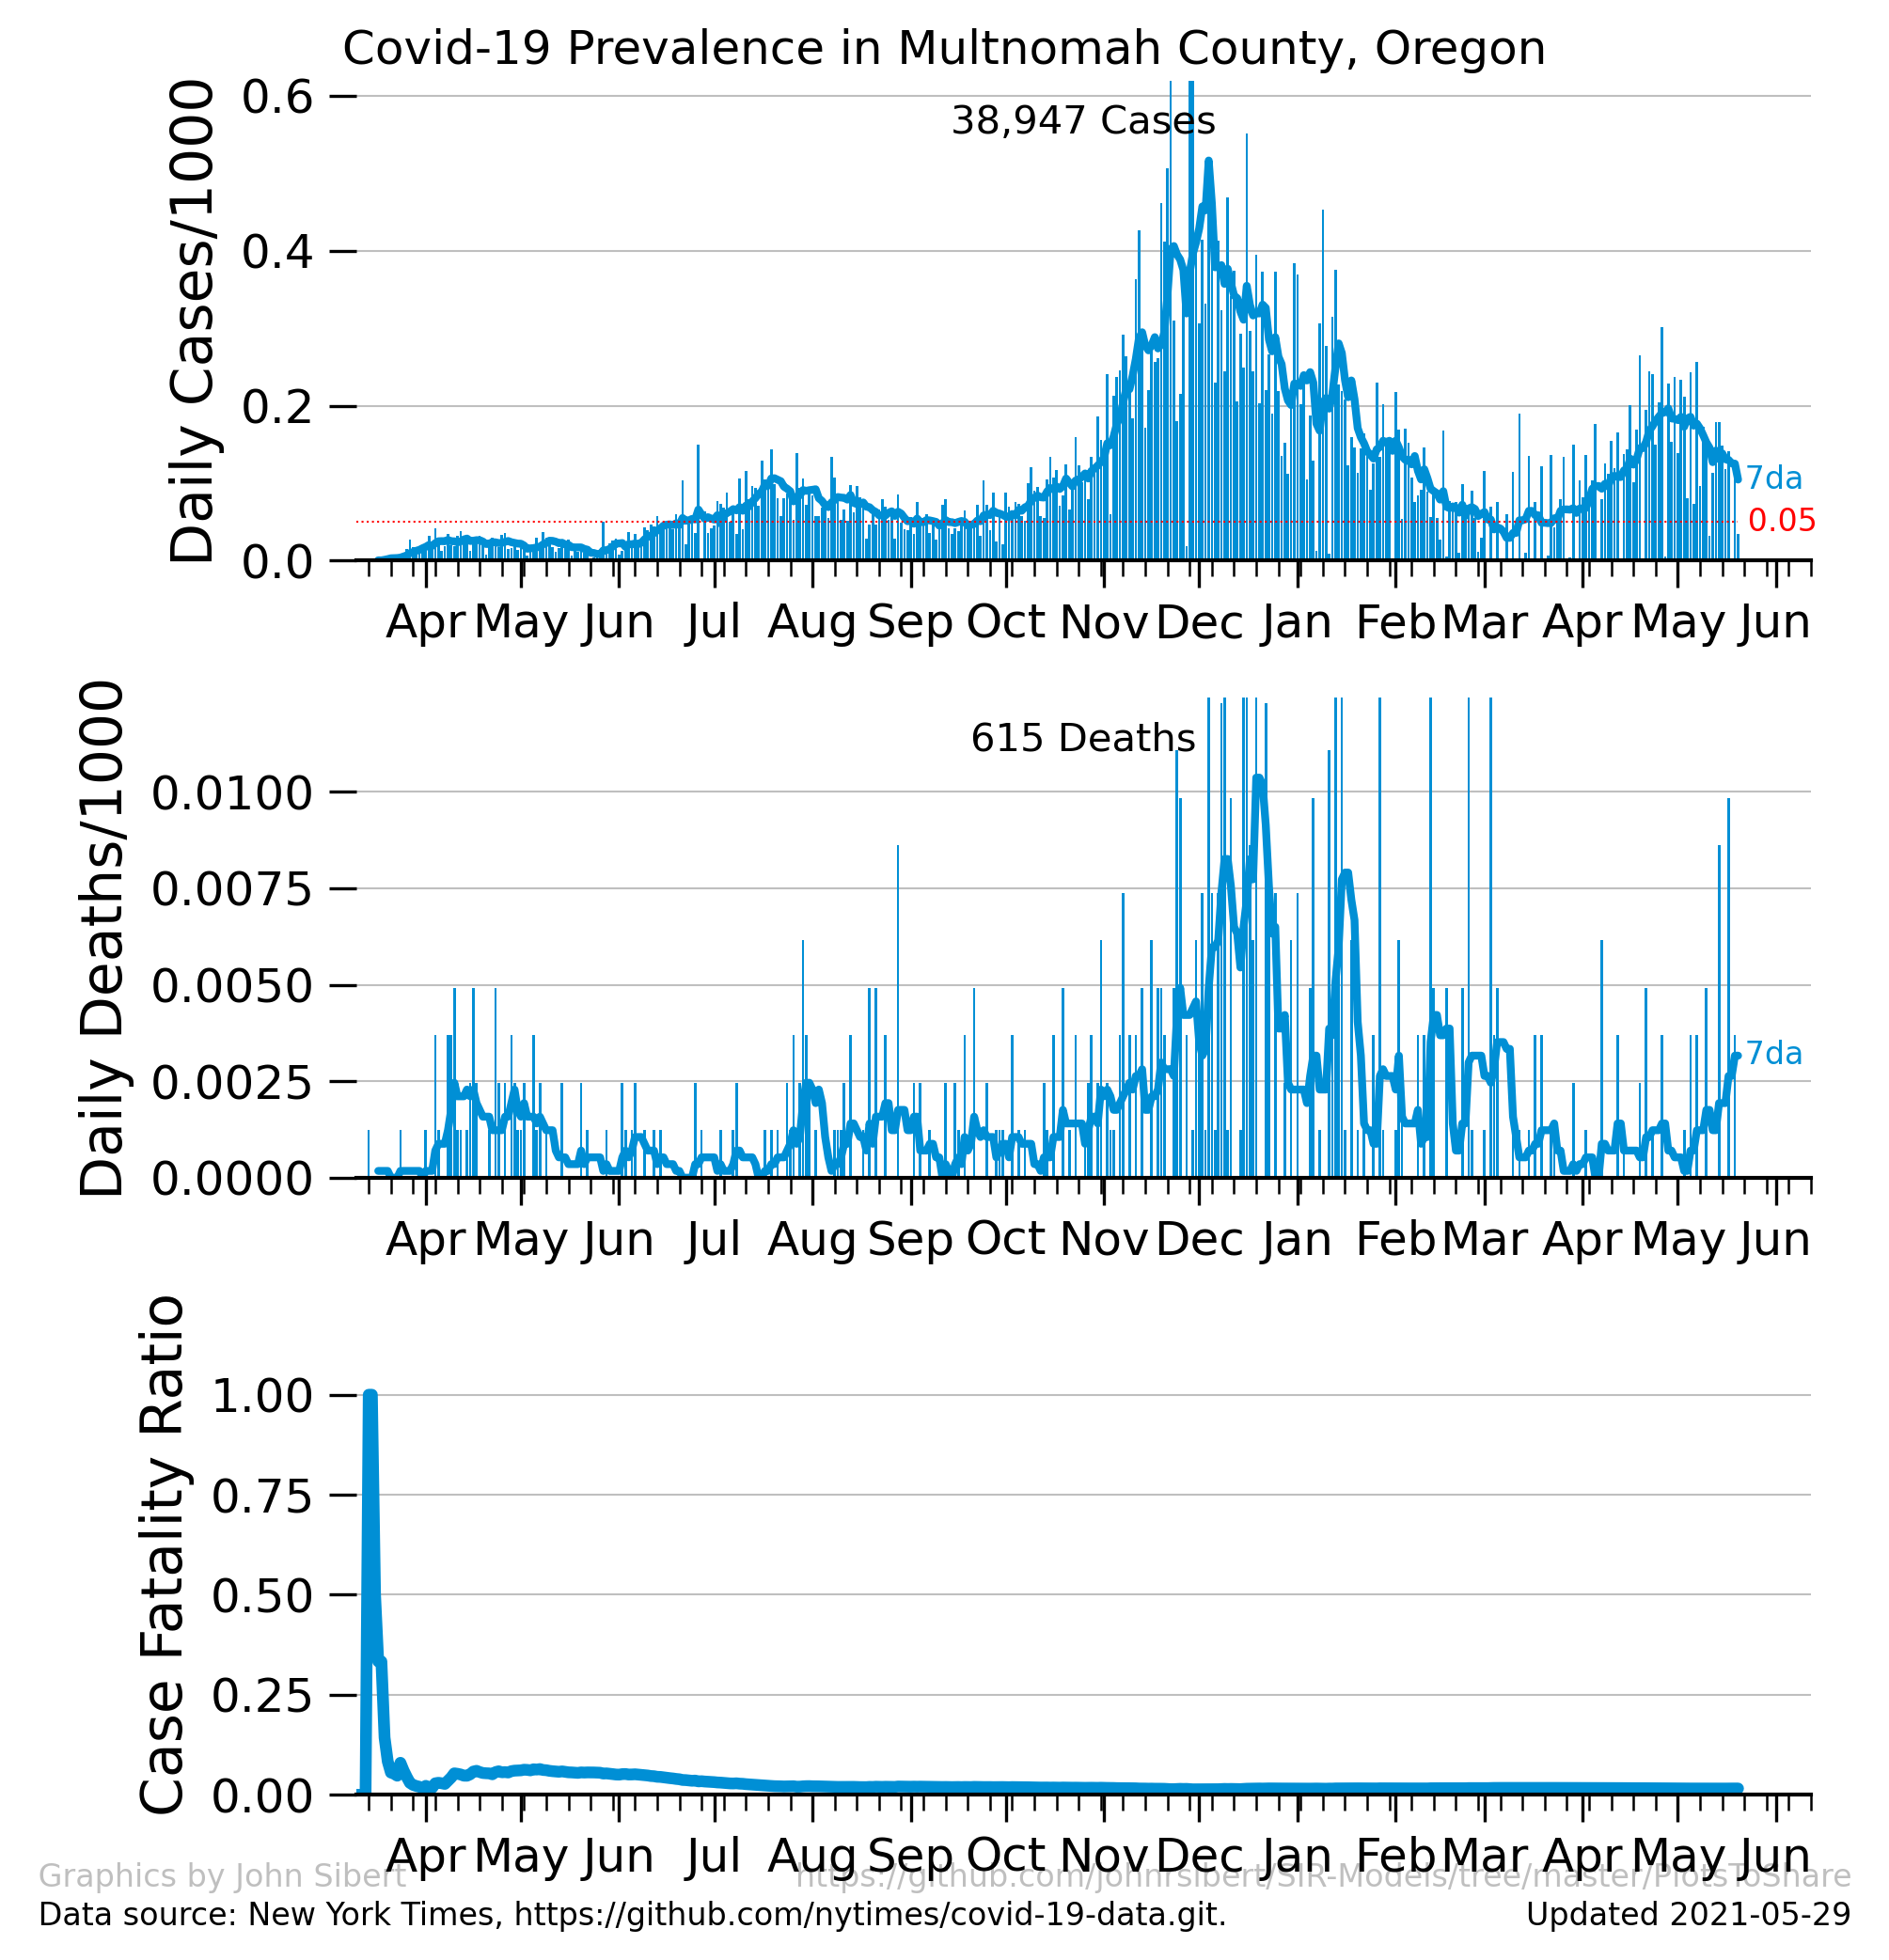 Covid-19 Prevalence in Multnomah County, Oregon
Daily Cases/1000
0.6
0.4
0.2
0.0
38,947 Cases
7da
0.05
Apr May Jun Jul Aug Sep Oct Nov Dec Jan Feb Mar Apr May Jun
Daily Deaths/1000
0.0100
0.0075
0.0050
0.0025
0.0000
615 Deaths
7da
Apr May Jun Jul Aug Sep Oct Nov Dec Jan Feb Mar Apr May Jun
Case Fatality Ratio
1.00
0.75
0.50
0.25
0.00
Apr May Jun Jul Aug Sep Oct Nov Dec Jan Feb Mar Apr May Jun
Graphics by John Sibert https://github.com/johnrsibert/SIR-Models/tree/master/PlotsToShare
Data source: New York Times, https://github.com/nytimes/covid-19-data.git. Updated 2021-05-29